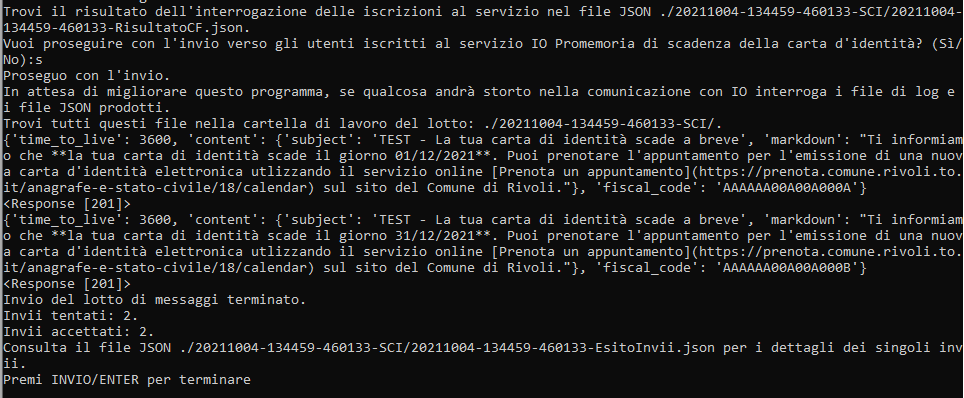 Trovi il risultato dell'interrogazione delle iscrizioni al servizio nel file JSON ./20211004-134459-460133-SCI/20211004-
134459-460133-RisultatoCF.json.
Vuoi proseguire con l'invio verso gli utenti iscritti al servizio IO Promemoria di scadenza della carta d'identità? (Sì/
No):s
Proseguo con l'invio.
In attesa di migliorare questo programma, se qualcosa andrà storto nella comunicazione con IO interroga i file di log e
i file JSON prodotti.
Trovi tutti questi file nella cartella di lavoro del lotto: ./20211004-134459-460133-SCI/.
{'time_to_live': 3600, 'content': {'subject': 'TEST - La tua carta di identità scade a breve', 'markdown': "Ti informiam
o che **la tua carta di identità scade il giorno 01/12/2021**. Puoi prenotare l'appuntamento per l'emissione di una nuov
a carta d'identità elettronica utlizzando il servizio online [Prenota un appuntamento](https://prenota.comune.rivoli.to.
it/anagrafe-e-stato-civile/18/calendar) sul sito del Comune di Rivoli."}, 'fiscal_code': 'AAAAAA00A00A000A'}
<Response [201]>
{'time_to_live': 3600, 'content': {'subject': 'TEST - La tua carta di identità scade a breve', 'markdown': "Ti informiam
o che **la tua carta di identità scade il giorno 31/12/2021**. Puoi prenotare l'appuntamento per l'emissione di una nuov
a carta d'identità elettronica utlizzando il servizio online [Prenota un appuntamento](https://prenota.comune.rivoli.to.
it/anagrafe-e-stato-civile/18/calendar) sul sito del Comune di Rivoli."}, 'fiscal_code': 'AAAAAA00A00A000B'}
<Response [201]>
Invio del lotto di messaggi terminato.
Invii tentati: 2.
Invii accettati: 2.
Consulta il file JSON ./20211004-134459-460133-SCI/20211004-134459-460133-EsitoInvii.json per i dettagli dei singoli inv
ii.
Premi INVIO/ENTER per terminare